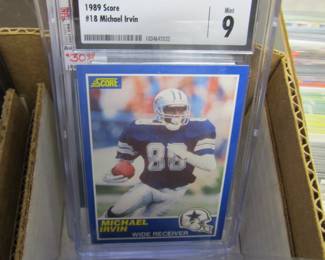 1989 Score
#18 Michael Irvin
Mint
9
SCORE
88
MICHAEL
IRVIN
WIDE RECEIVER